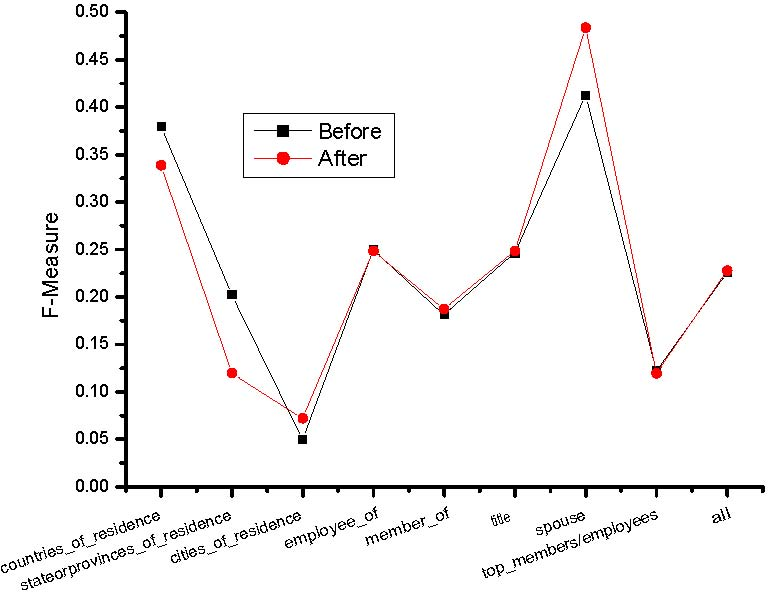 0.50
0.45
0.40
0.35
0.30
0.25
0.20
0.15
0.10
0.05
0.00
F-Measure
Before
After
countries_of_residence
stateorprovinces_of_residence
cities_of_residence
employee_of
member_of
title
spouse
top_members/employees
all